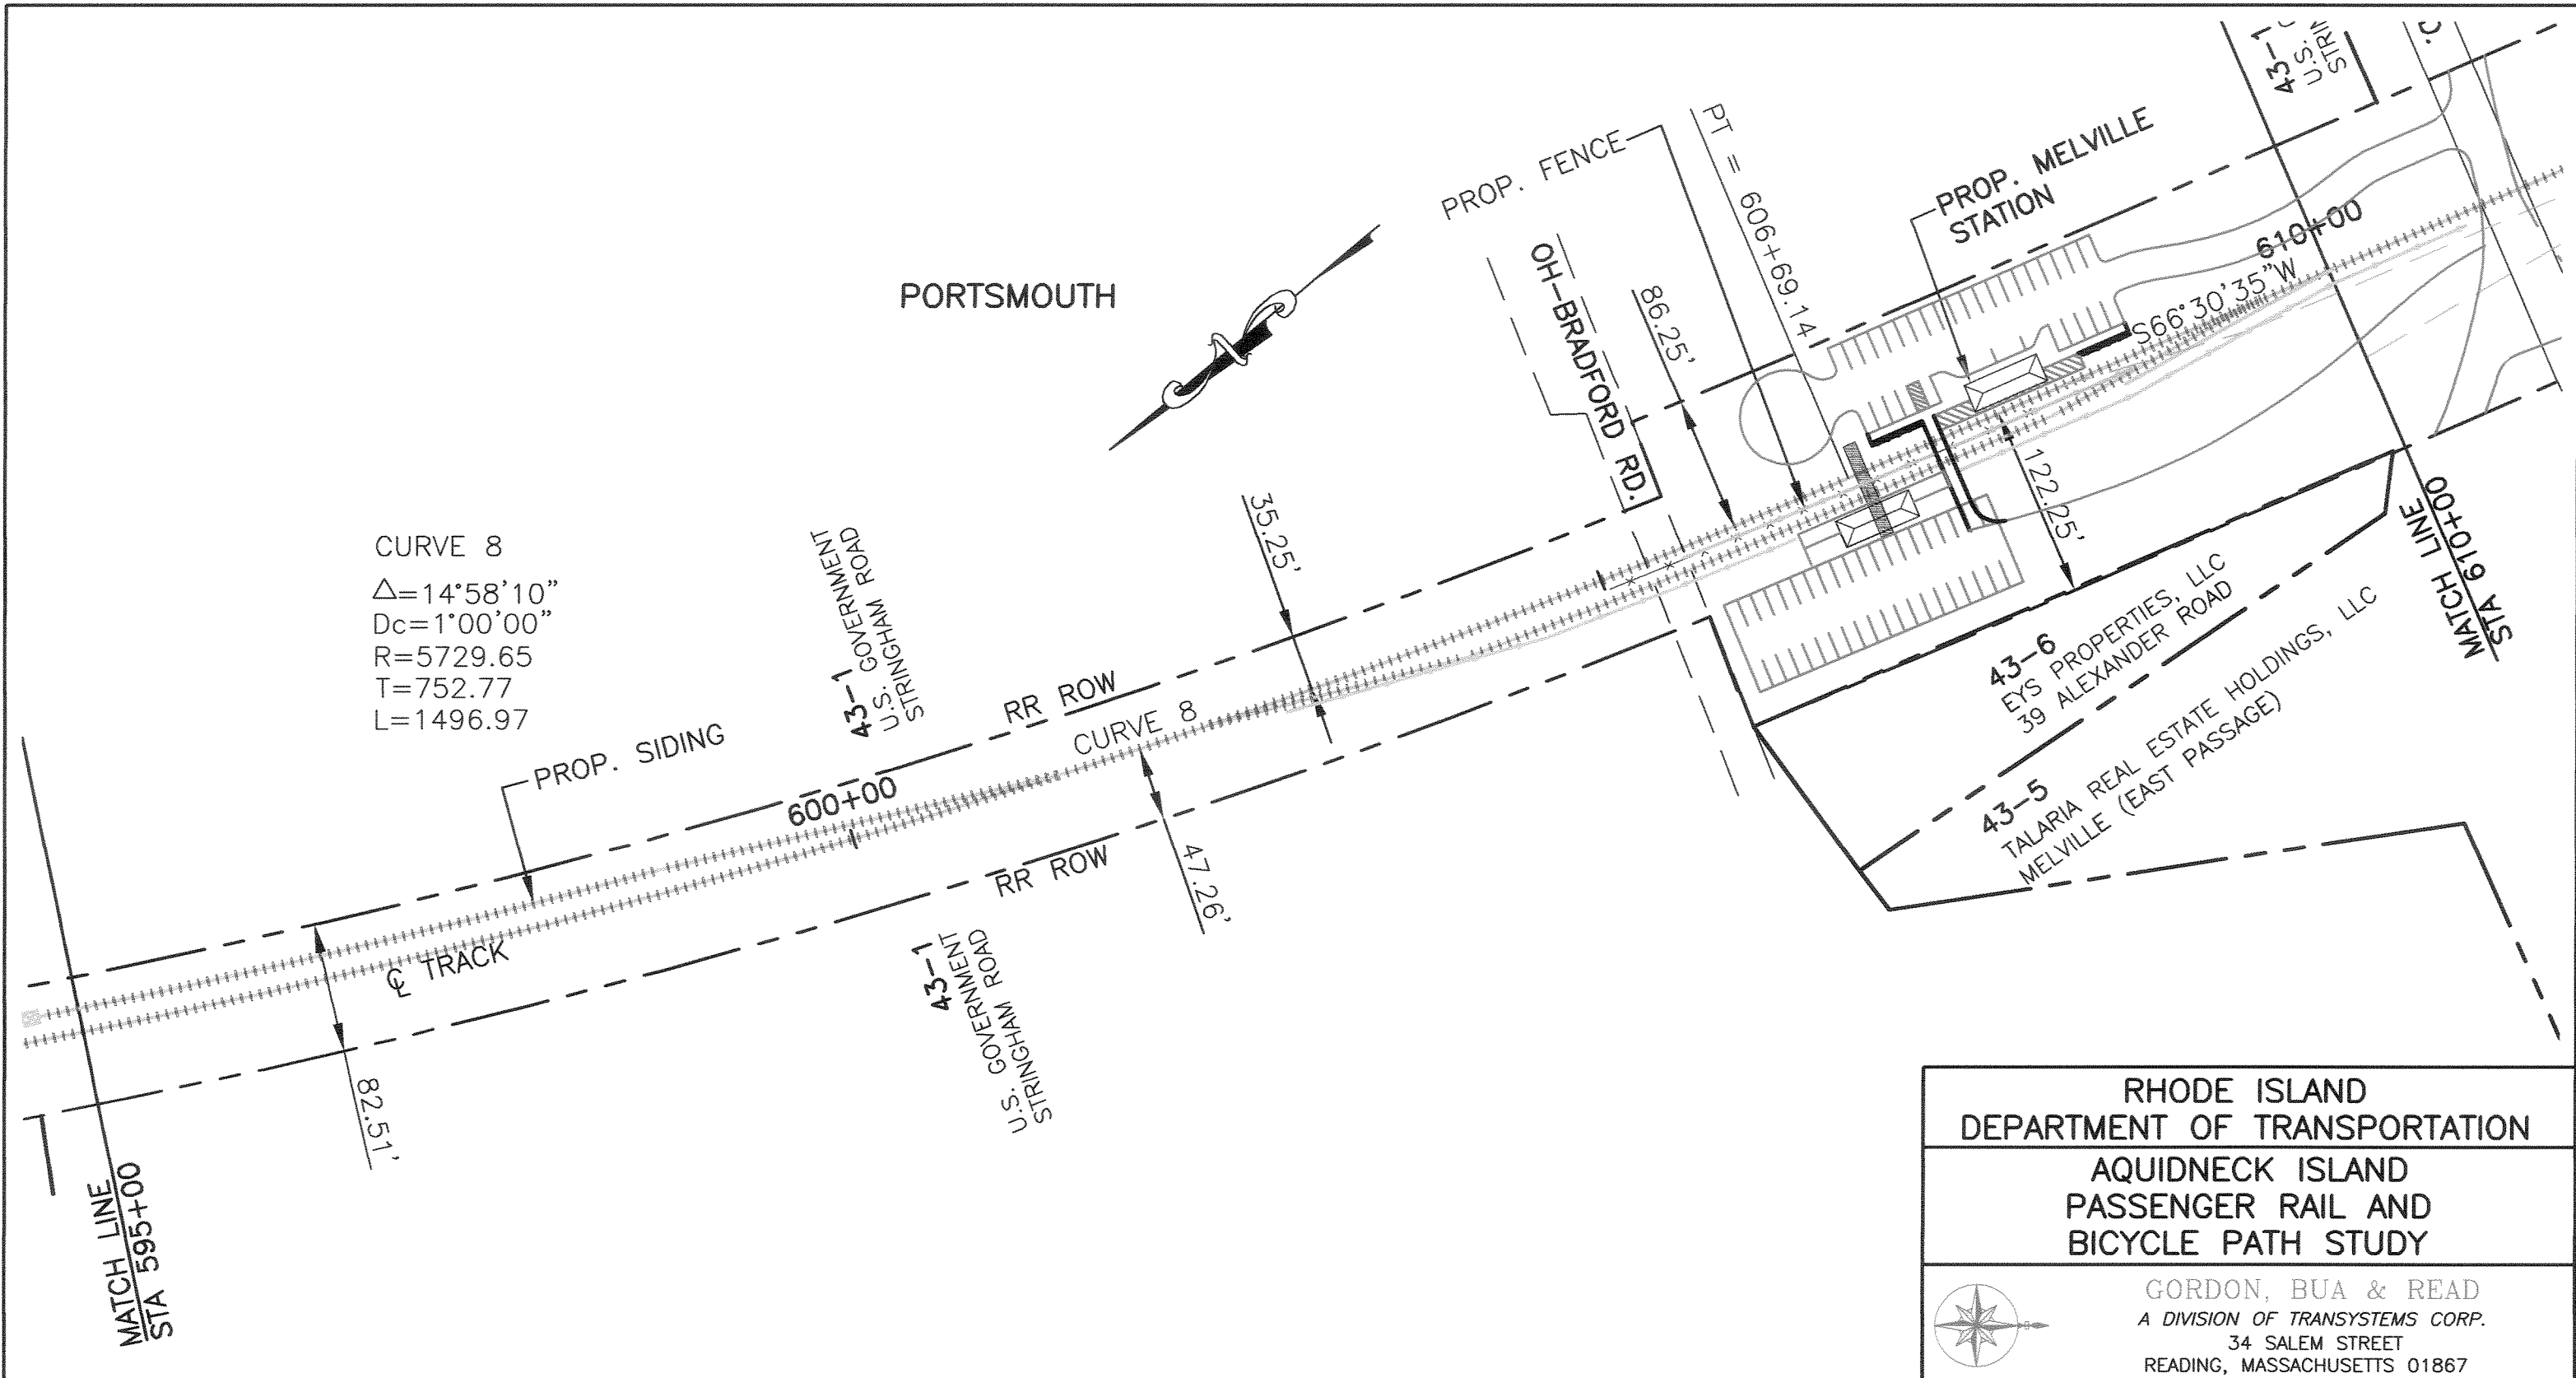 PORTSMOUTH
N
CURVE 8
△=14°58'10"
Dc=1°00'00"
R=5729.65
T=752.77
L=1496.97
PROP. SIDING
43-1
U.S. GOVERNMENT
STRINGHAM ROAD
600+00
RR ROW
CURVE 8
35.25'
47.26'
RR ROW
43-1
U.S. GOVERNMENT
STRINGHAM ROAD
℄ TRACK
82.51'
MATCH LINE
STA 595+00
PROP. FENCE
OH-BRADFORD RD.
86.25'
PT = 606+69.14
PROP. MELVILLE
STATION
43-1
U.S.
610+00
S66°30'35"W
122.25'
MATCH LINE
STA 610+00
43-6
EYS PROPERTIES, LLC
39 ALEXANDER ROAD
43-5
TALARIA REAL ESTATE HOLDINGS, LLC
MELVILLE (EAST PASSAGE)
RHODE ISLAND
DEPARTMENT OF TRANSPORTATION
AQUIDNECK ISLAND
PASSENGER RAIL AND
BICYCLE PATH STUDY
GORDON, BUA & READ
A DIVISION OF TRANSYSTEMS CORP.
34 SALEM STREET
READING, MASSACHUSETTS 01867